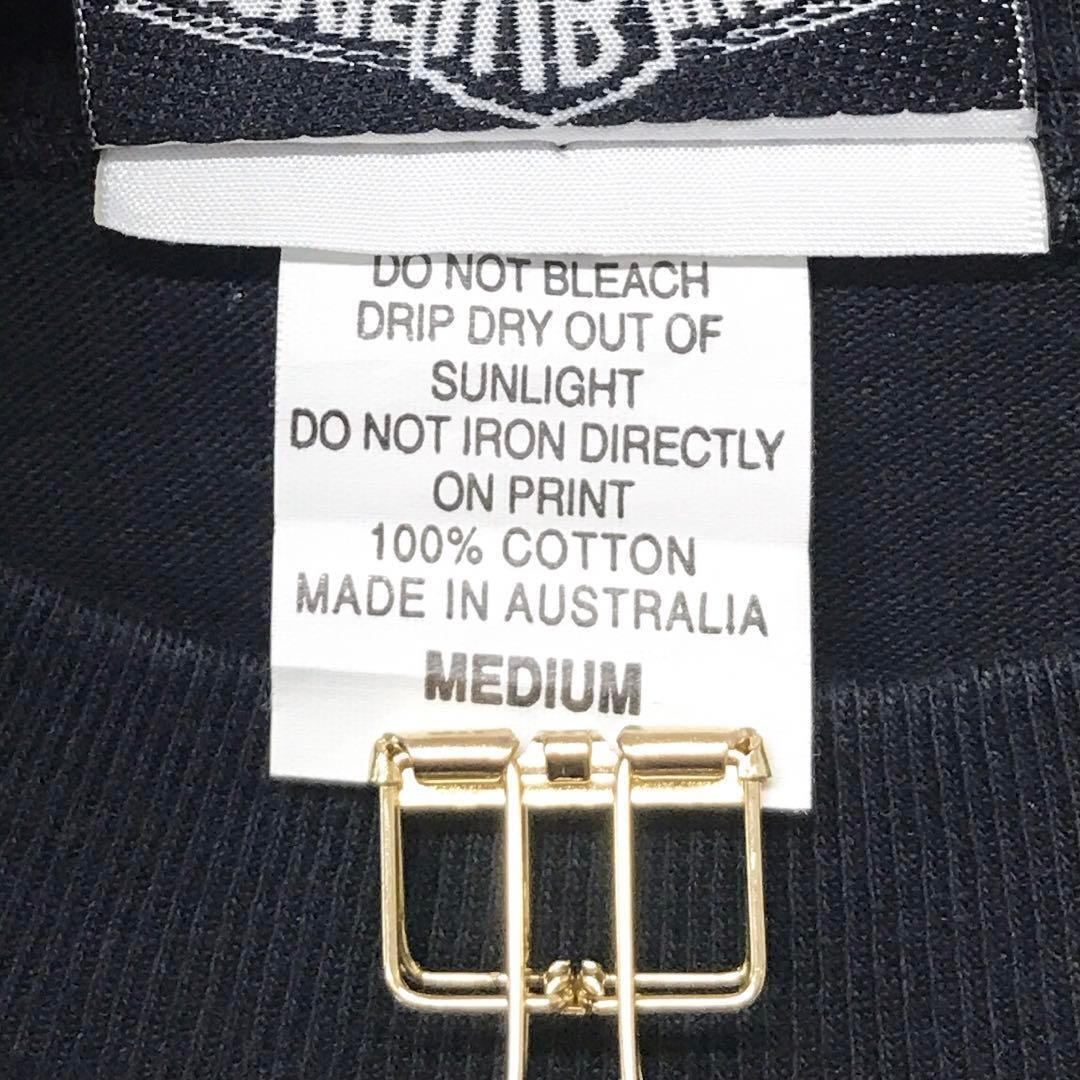 DO NOT BLEACH
DRIP DRY OUT OF
SUNLIGHT
DO NOT IRON DIRECTLY
ON PRINT
100% COTTON
MADE IN AUSTRALIA
MEDIUM